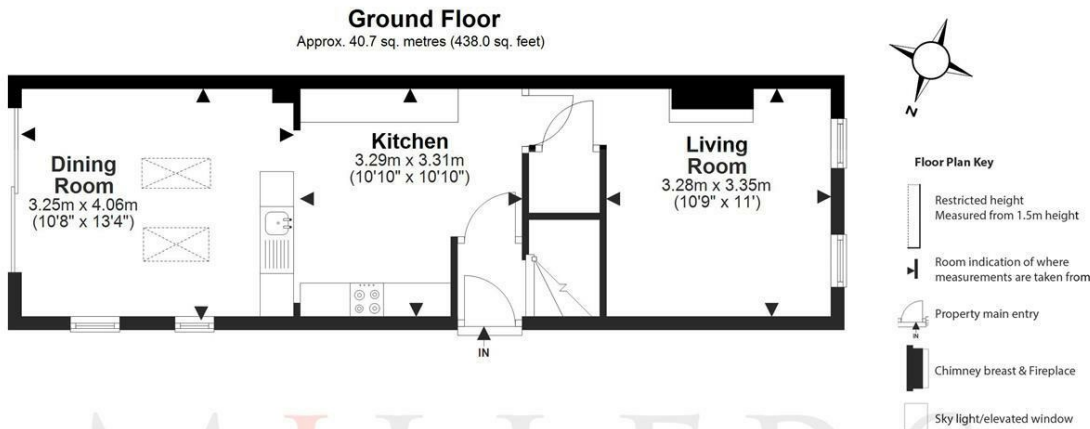 Ground Floor
Approx. 40.7 sq. metres (438.0 sq. feet)
Dining
Room
3.25m x 4.06m
(10'8" x 13'4")
Kitchen
3.29m x 3.31m
(10'10" x 10'10")
Living
Room
3.28m x 3.35m
(10'9" x 11')
IN
N
Floor Plan Key
Restricted height
Measured from 1.5m height
Room indication of where
measurements are taken from
Property main entry
IN
Chimney breast & Fireplace
Sky light/elevated window
MILLERS